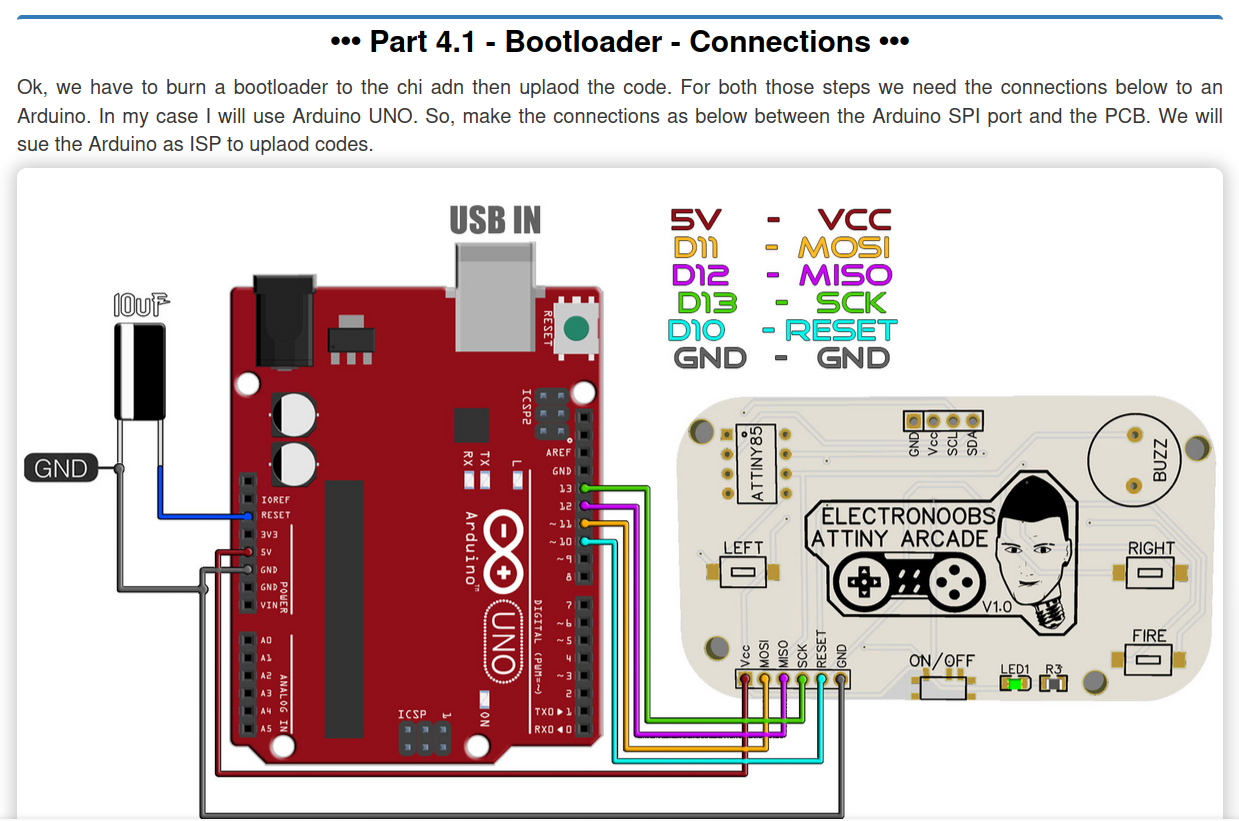 ••• Part 4.1 - Bootloader - Connections •••
Ok, we have to burn a bootloader to the chi adn then uplaod the code. For both those steps we need the connections below to an
Arduino. In my case I will use Arduino UNO. So, make the connections as below between the Arduino SPI port and the PCB. We will
sue the Arduino as ISP to uplaod codes.
USB IN
5V - VCC
D11 - MOSI
D12 - MISO
D13 - SCK
D10 - RESET
GND - GND
10uF
GND
RESET
ICSP2
AREF
GND
13
12
~11
~10
~9
8
7
~6
~5
4
~3
2
TXD▶1
RXD◀0
DIGITAL (PWM=~)
RX
TX
L
IOREF
RESET
3V3
5V
GND
GND
VIN
POWER
A0
A1
A2
A3
A4
A5
ANALOG IN
Arduino™
UNO
ICSP
1
ON
ATTINY85
GND
Vcc
SCL
SDA
BUZZ
ELECTRONOOBS
ATTINY ARCADE
V1.0
LEFT
RIGHT
FIRE
Vcc
MOSI
MISO
SCK
RESET
GND
ON/OFF
LED1
R3